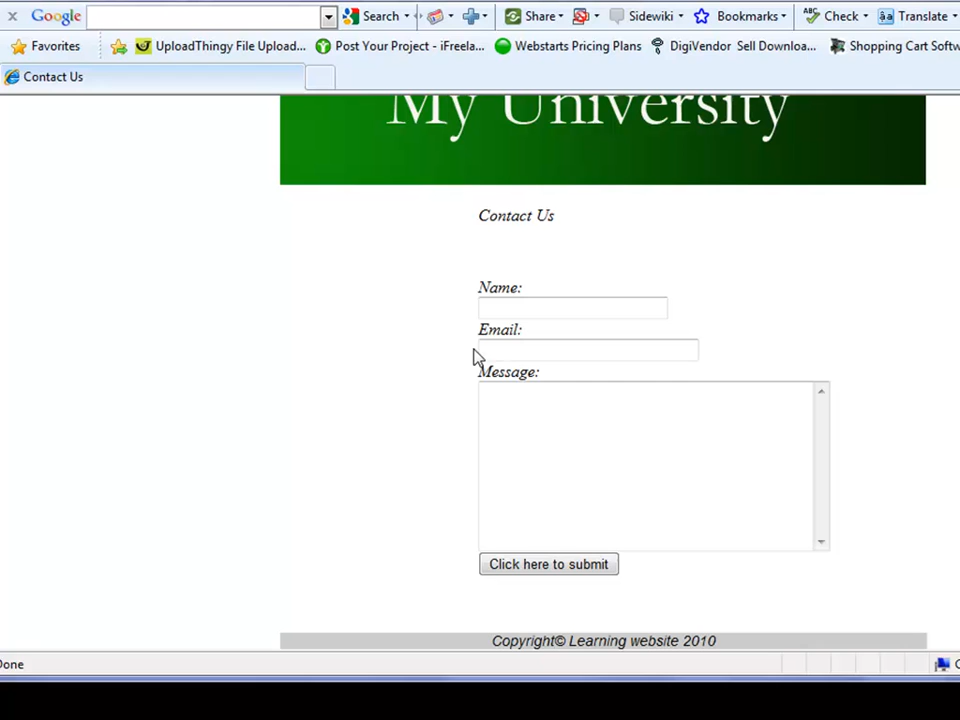 Google Search Share Sidewiki Bookmarks Check Translate
Favorites UploadThingy File Upload... Post Your Project - iFreela... Webstarts Pricing Plans DigiVendor Sell Downloa... Shopping Cart Softw
Contact Us
My University
Contact Us
Name:
Email:
Message:
Click here to submit
Copyright© Learning website 2010
Done